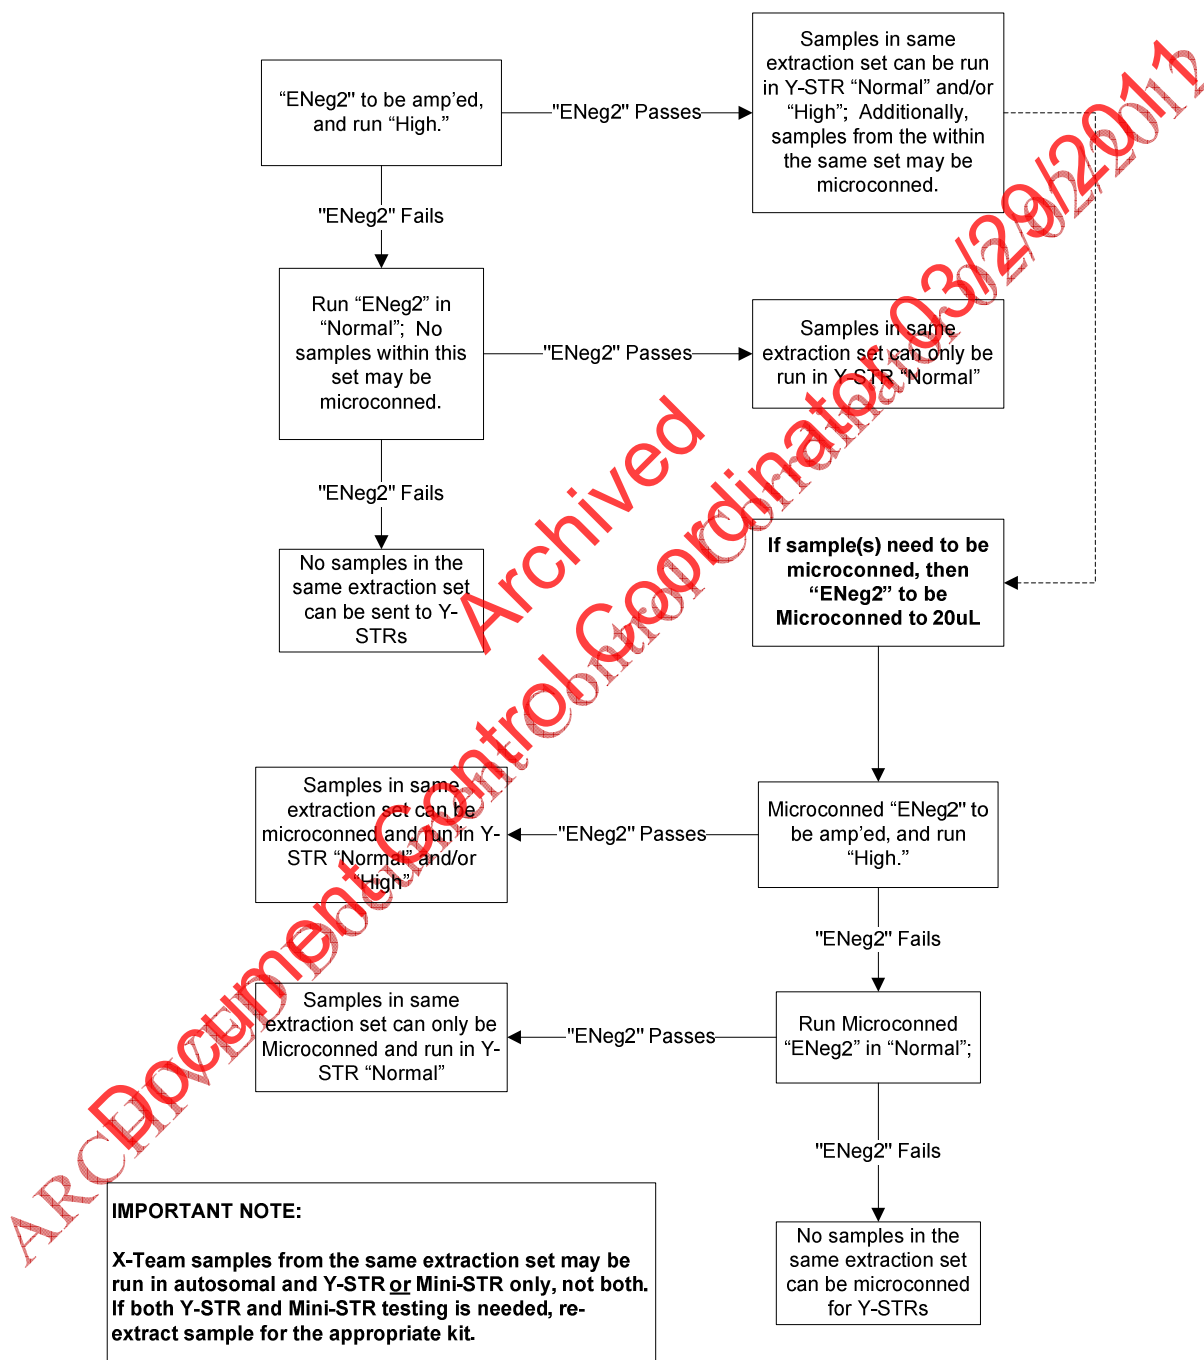 "ENeg2" to be amp'ed,
and run "High."
"ENeg2" Passes
Samples in same
extraction set can be run
in Y-STR "Normal" and/or
"High";  Additionally,
samples from the within
the same set may be
microconned.
"ENeg2" Fails
Run "ENeg2" in
"Normal";  No
samples within this
set may be
microconned.
"ENeg2" Passes
Samples in same
extraction set can only be
run in Y-STR "Normal"
"ENeg2" Fails
No samples in the
same extraction set
can be sent to Y-
STRs
If sample(s) need to be
microconned, then
"ENeg2" to be
Microconned to 20uL
Microconned "ENeg2" to
be amp'ed, and run
"High."
"ENeg2" Passes
Samples in same
extraction set can be
microconned and run in Y-
STR "Normal" and/or
"High"
"ENeg2" Fails
Run Microconned
"ENeg2" in "Normal";
"ENeg2" Passes
Samples in same
extraction set can only be
Microconned and run in Y-
STR "Normal"
"ENeg2" Fails
No samples in the
same extraction set
can be microconned
for Y-STRs
IMPORTANT NOTE:
X-Team samples from the same extraction set may be
run in autosomal and Y-STR or Mini-STR only, not both.
If both Y-STR and Mini-STR testing is needed, re-
extract sample for the appropriate kit.
Archived
Document Control Coordinator 03/29/2011
ARCHIVED Document Control Coordinator 02/02/2012